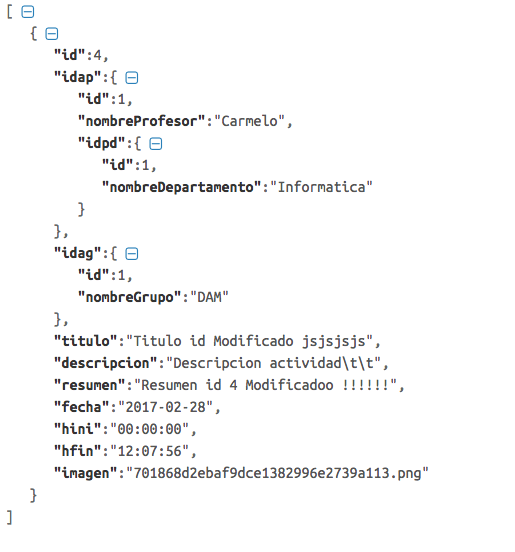 [
{
"id":4,
"idap":{
"id":1,
"nombreProfesor":"Carmelo",
"idpd":{
"id":1,
"nombreDepartamento":"Informatica"
}
},
"idag":{
"id":1,
"nombreGrupo":"DAM"
},
"titulo":"Titulo id Modificado jsjsjsjs",
"descripcion":"Descripcion actividad\t\t",
"resumen":"Resumen id 4 Modificadoo !!!!!!",
"fecha":"2017-02-28",
"hini":"00:00:00",
"hfin":"12:07:56",
"imagen":"701868d2ebaf9dce1382996e2739a113.png"
}
]